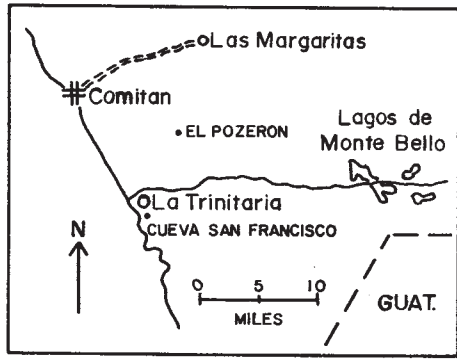 Las Margaritas
Comitan
EL POZERON
Lagos de
Monte Bello
La Trinitaria
CUEVA SAN FRANCISCO
N
0 5 10
MILES
GUAT.